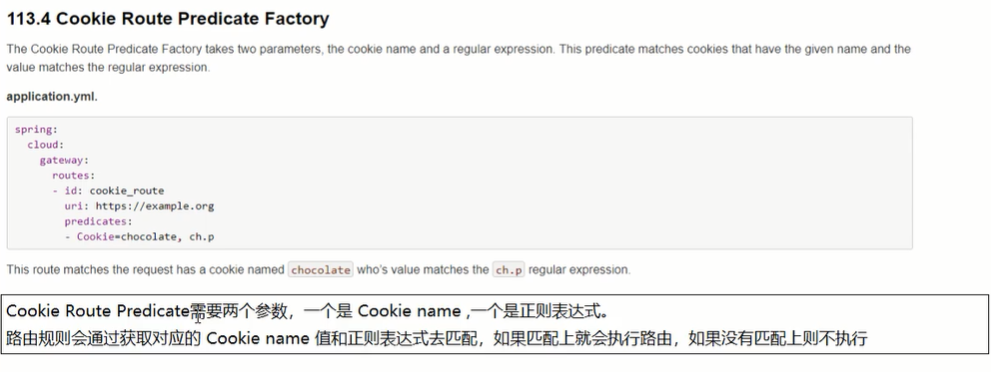 113.4 Cookie Route Predicate Factory
The Cookie Route Predicate Factory takes two parameters, the cookie name and a regular expression. This predicate matches cookies that have the given name and the
value matches the regular expression.
application.yml.
spring:
  cloud:
    gateway:
      routes:
      - id: cookie_route
        uri: https://example.org
        predicates:
        - Cookie=chocolate, ch.p
This route matches the request has a cookie named chocolate who's value matches the ch.p regular expression.
Cookie Route Predicate需要两个参数，一个是 Cookie name ,一个是正则表达式。
路由规则会通过获取对应的 Cookie name 值和正则表达式去匹配，如果匹配上就会执行路由，如果没有匹配上则不执行